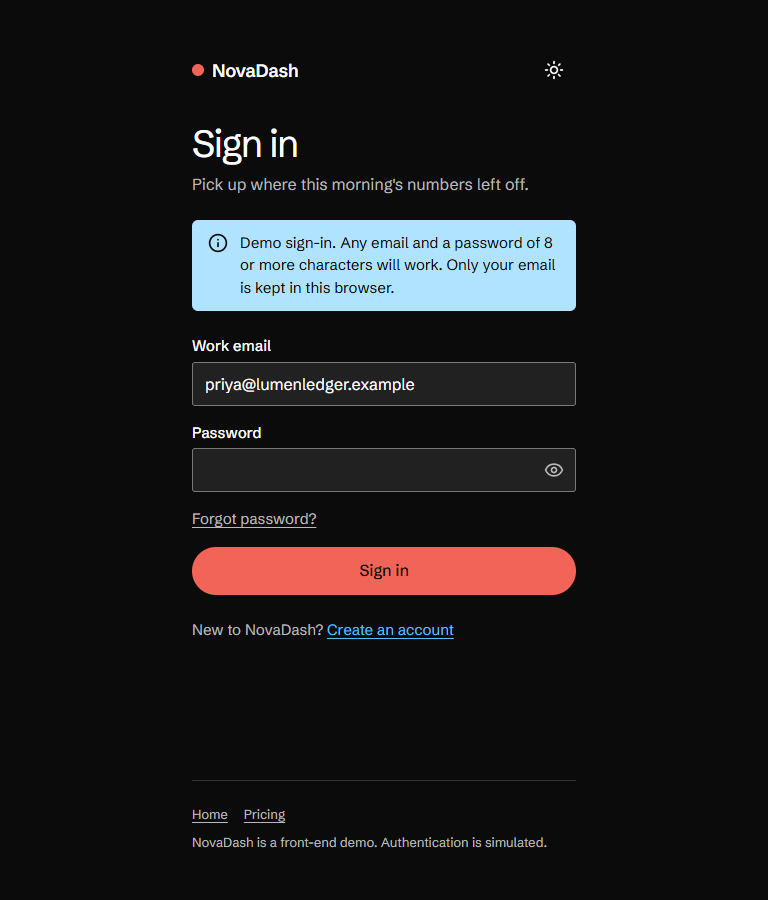 NovaDash
Sign in
Pick up where this morning's numbers left off.
Demo sign-in. Any email and a password of 8
or more characters will work. Only your email
is kept in this browser.
Work email
priya@lumenledger.example
Password
Forgot password?
Sign in
New to NovaDash? Create an account
Home Pricing
NovaDash is a front-end demo. Authentication is simulated.